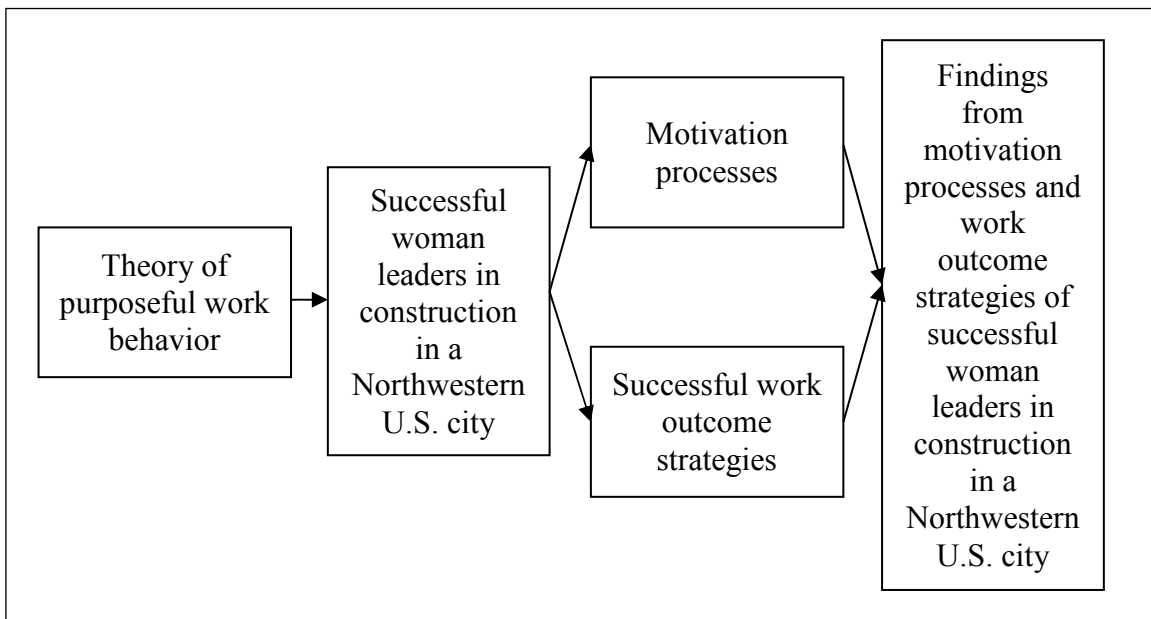 Theory of
purposeful work
behavior
Successful
woman
leaders in
construction
in a
Northwestern
U.S. city
Motivation
processes
Successful work
outcome
strategies
Findings
from
motivation
processes and
work
outcome
strategies of
successful
woman
leaders in
construction
in a
Northwestern
U.S. city